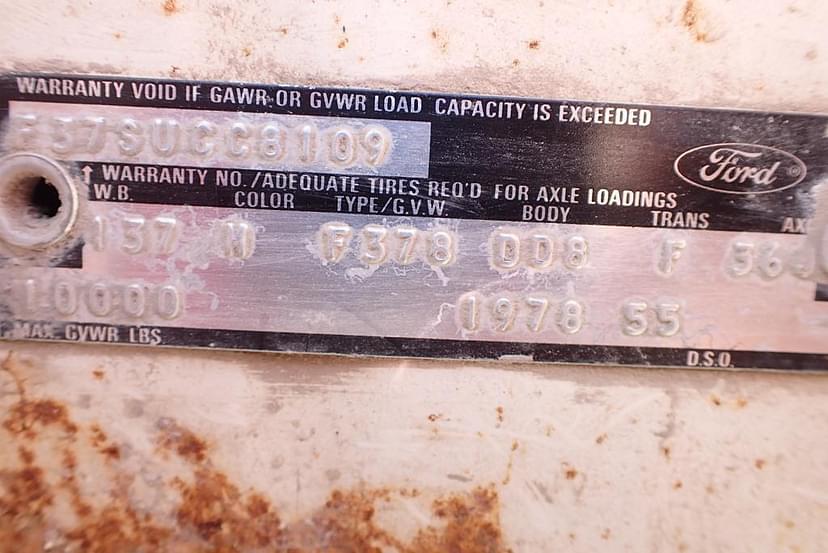 WARRANTY VOID IF GAWR OR GVWR LOAD CAPACITY IS EXCEEDED
F37SUCC8109
Ford ®
↑ WARRANTY NO./ADEQUATE TIRES REQ'D FOR AXLE LOADINGS
W.B. COLOR TYPE/G.V.W. BODY TRANS AX
137 F378 DD8 F
10000 1978 55
MAX. GVWR LBS D.S.O.